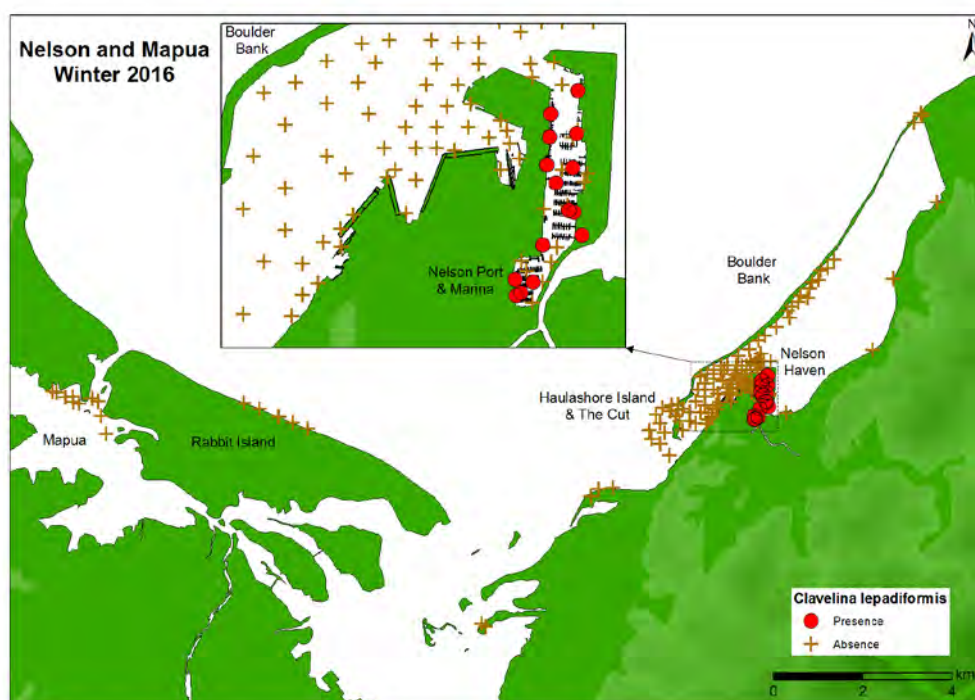 Nelson and Mapua
Winter 2016
Boulder
Bank
Nelson Port
& Marina
N
Boulder
Bank
Nelson
Haven
Haulashore Island
& The Cut
Mapua
Rabbit Island
Clavelina lepadiformis
Presence
Absence
0 2 4
km